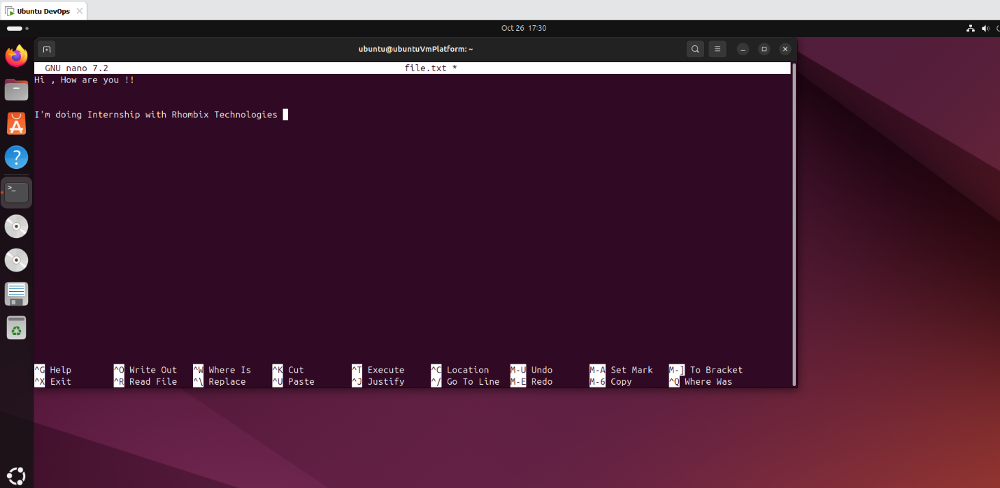 Ubuntu DevOps
Oct 26 17:30
ubuntu@ubuntuVmPlatform: ~
GNU nano 7.2 file.txt *
Hi , How are you !!
I'm doing Internship with Rhombix Technologies
^G Help ^O Write Out ^W Where Is ^K Cut ^T Execute ^C Location M-U Undo M-A Set Mark M-] To Bracket
^X Exit ^R Read File ^\ Replace ^U Paste ^J Justify ^/ Go To Line M-E Redo M-6 Copy ^Q Where Was